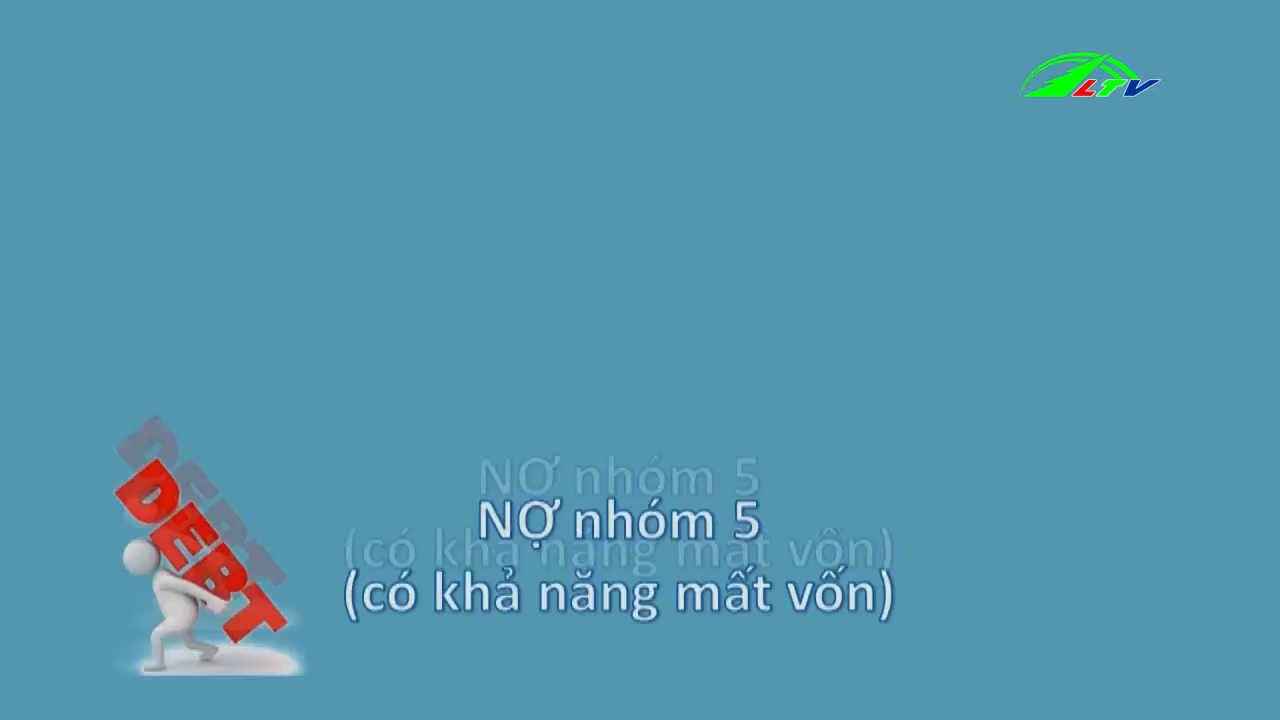 LTV
DEBT
NỢ nhóm 5
(có khả năng mất vốn)